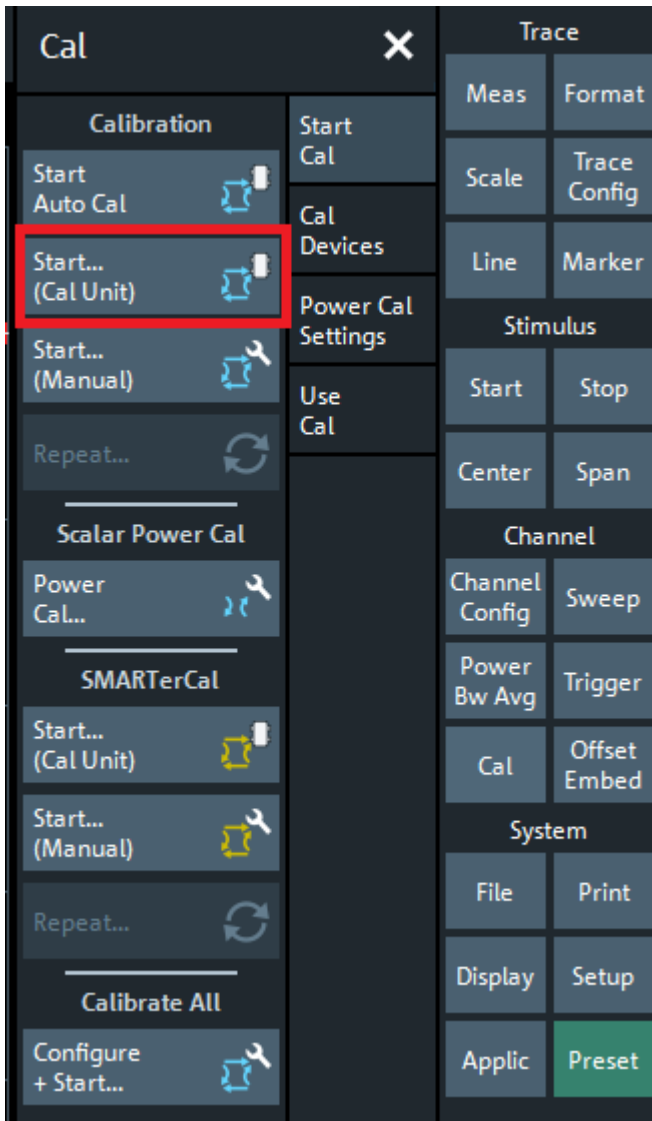 Cal
Calibration
Start
Auto Cal
Start...
(Cal Unit)
Start...
(Manual)
Repeat...
Scalar Power Cal
Power
Cal...
SMARTerCal
Start...
(Cal Unit)
Start...
(Manual)
Repeat...
Calibrate All
Configure
+ Start...
Start
Cal
Cal
Devices
Power Cal
Settings
Use
Cal
Trace
Meas
Format
Scale
Trace
Config
Line
Marker
Stimulus
Start
Stop
Center
Span
Channel
Channel
Config
Sweep
Power
Bw Avg
Trigger
Cal
Offset
Embed
System
File
Print
Display
Setup
Applic
Preset